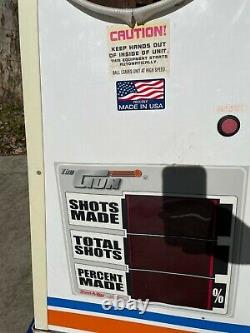 CAUTION!
KEEP HANDS OUT
OF INSIDE OF UNIT.
THIS EQUIPMENT STARTS
AUTOMATICALLY.
BALL COMES OUT AT HIGH SPEED.
PROUDLY
MADE IN USA
The GUN
SHOTS
MADE
TOTAL
SHOTS
PERCENT
MADE
%